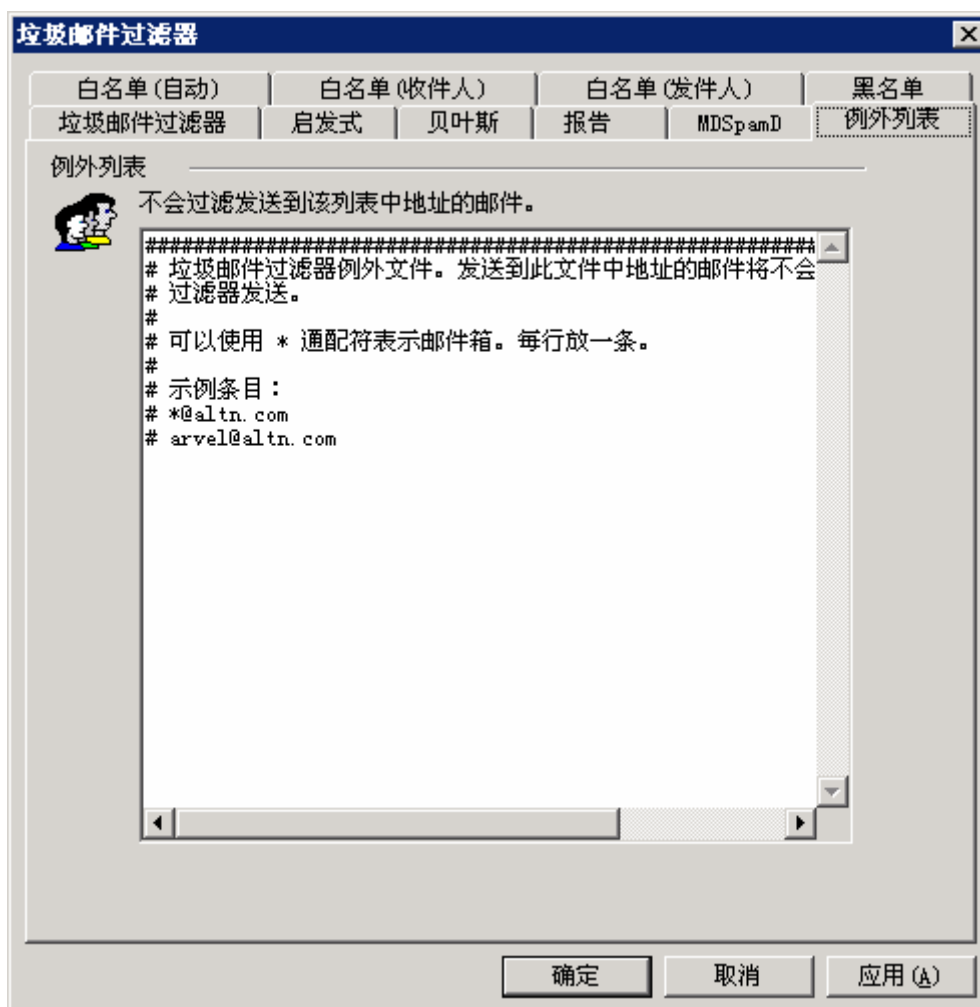 垃圾邮件过滤器
白名单(自动) 白名单(收件人) 白名单(发件人) 黑名单
垃圾邮件过滤器 启发式 贝叶斯 报告 MDSpamD 例外列表
例外列表
不会过滤发送到该列表中地址的邮件。
#######################################################
# 垃圾邮件过滤器例外文件。发送到此文件中地址的邮件将不会
# 过滤器发送。
#
# 可以使用 * 通配符表示邮件箱。每行放一条。
#
# 示例条目：
# *@altn.com
# arvel@altn.com
确定 取消 应用(A)